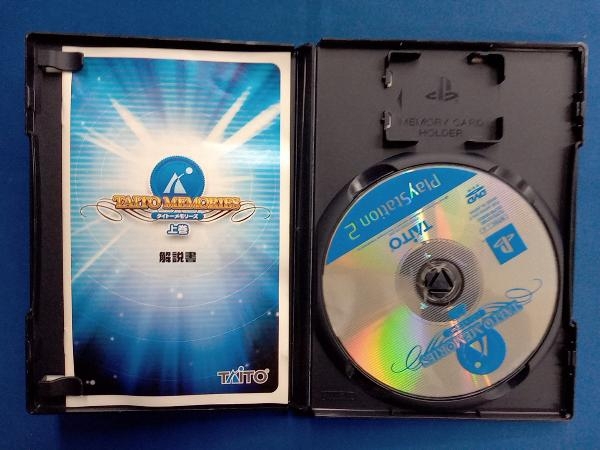 TAITO MEMORIES
タイトーメモリーズ
上巻
解説書
TAITO
MEMORY CARD
HOLDER
PlayStation 2
DVD
TAITO
TAITO MEMORIES